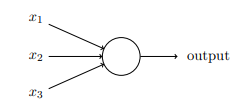 x₁
x₂ output
x₃